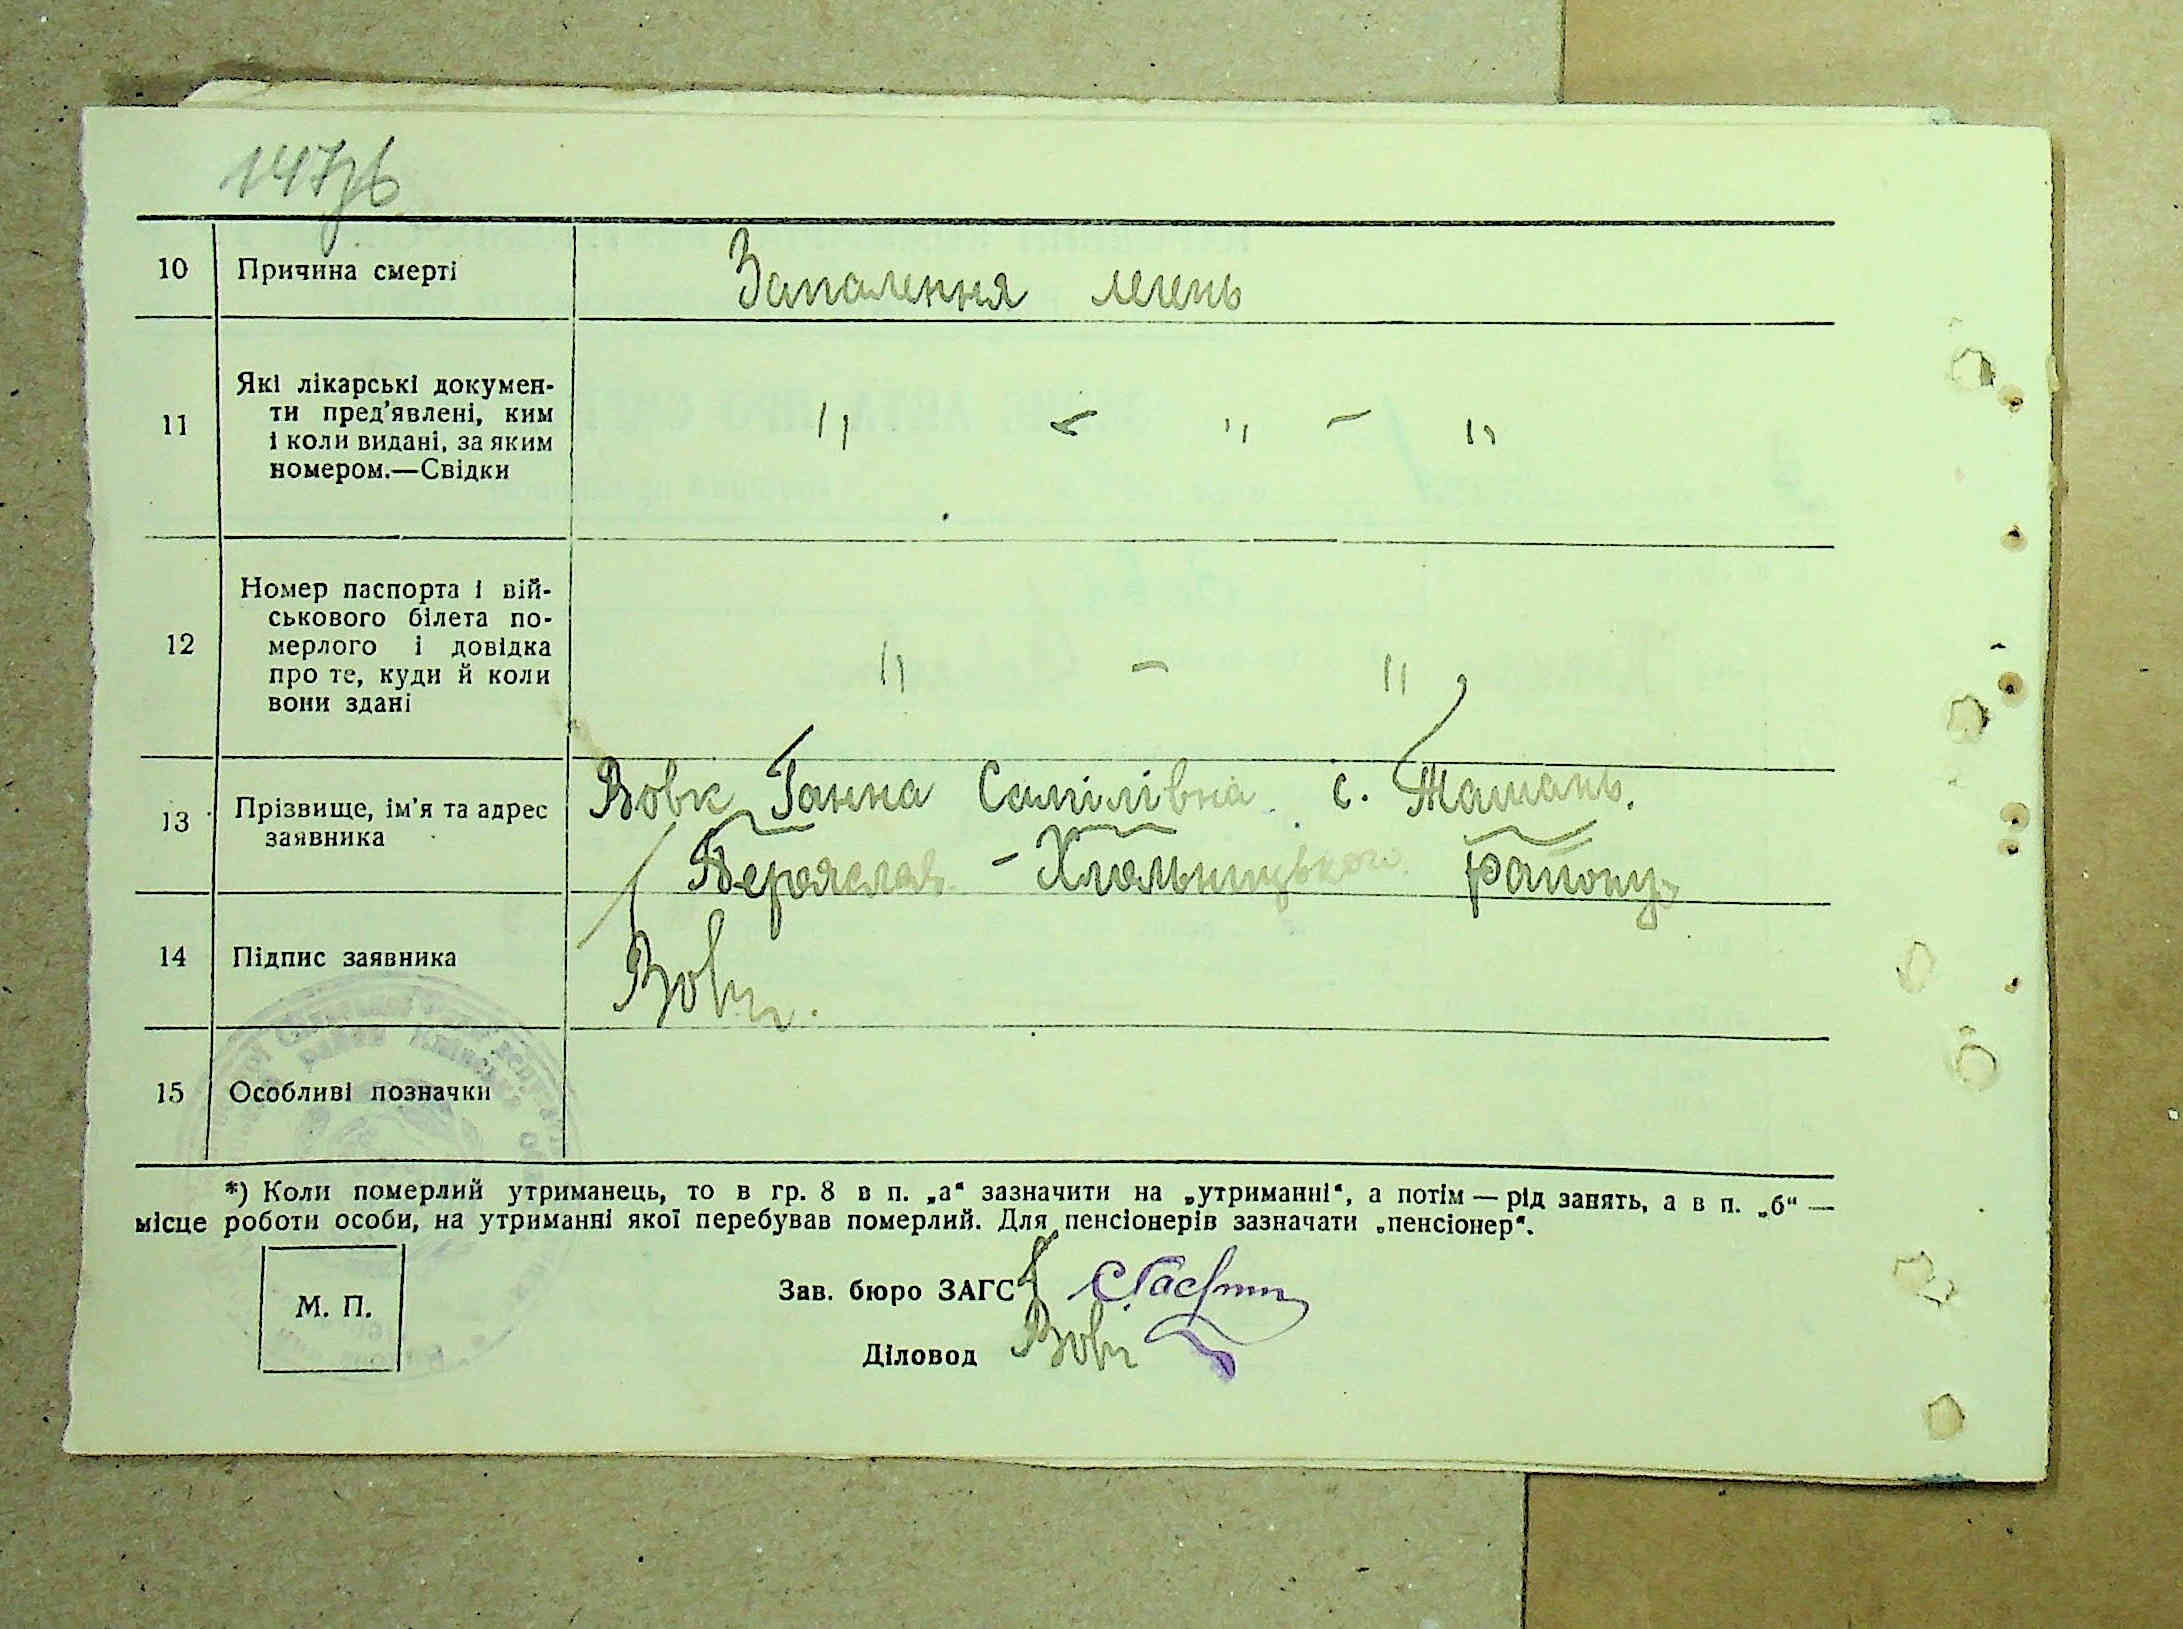 10 Причина смерті Запалення легень
11 Які лікарські докумен-
ти пред'явлені, ким
і коли видані, за яким
номером.—Свідки
" - " - "
12 Номер паспорта і вій-
ськового білета по-
мерлого і довідка
про те, куди й коли
вони здані
" - "
13 Прізвище, ім'я та адрес
заявника
Вовк Ганна с. Ташань.
Переяслав - Хмельницького району
14 Підпис заявника Вовк.
15 Особливі позначки
*) Коли померлий утриманець, то в гр. 8 в п. „а“ зазначити на „утриманні“, а потім — рід занять, а в п. „б“ —
місце роботи особи, на утриманні якої перебував померлий. Для пенсіонерів зазначати „пенсіонер“.
М. П.
Зав. бюро ЗАГС
Діловод Вовк